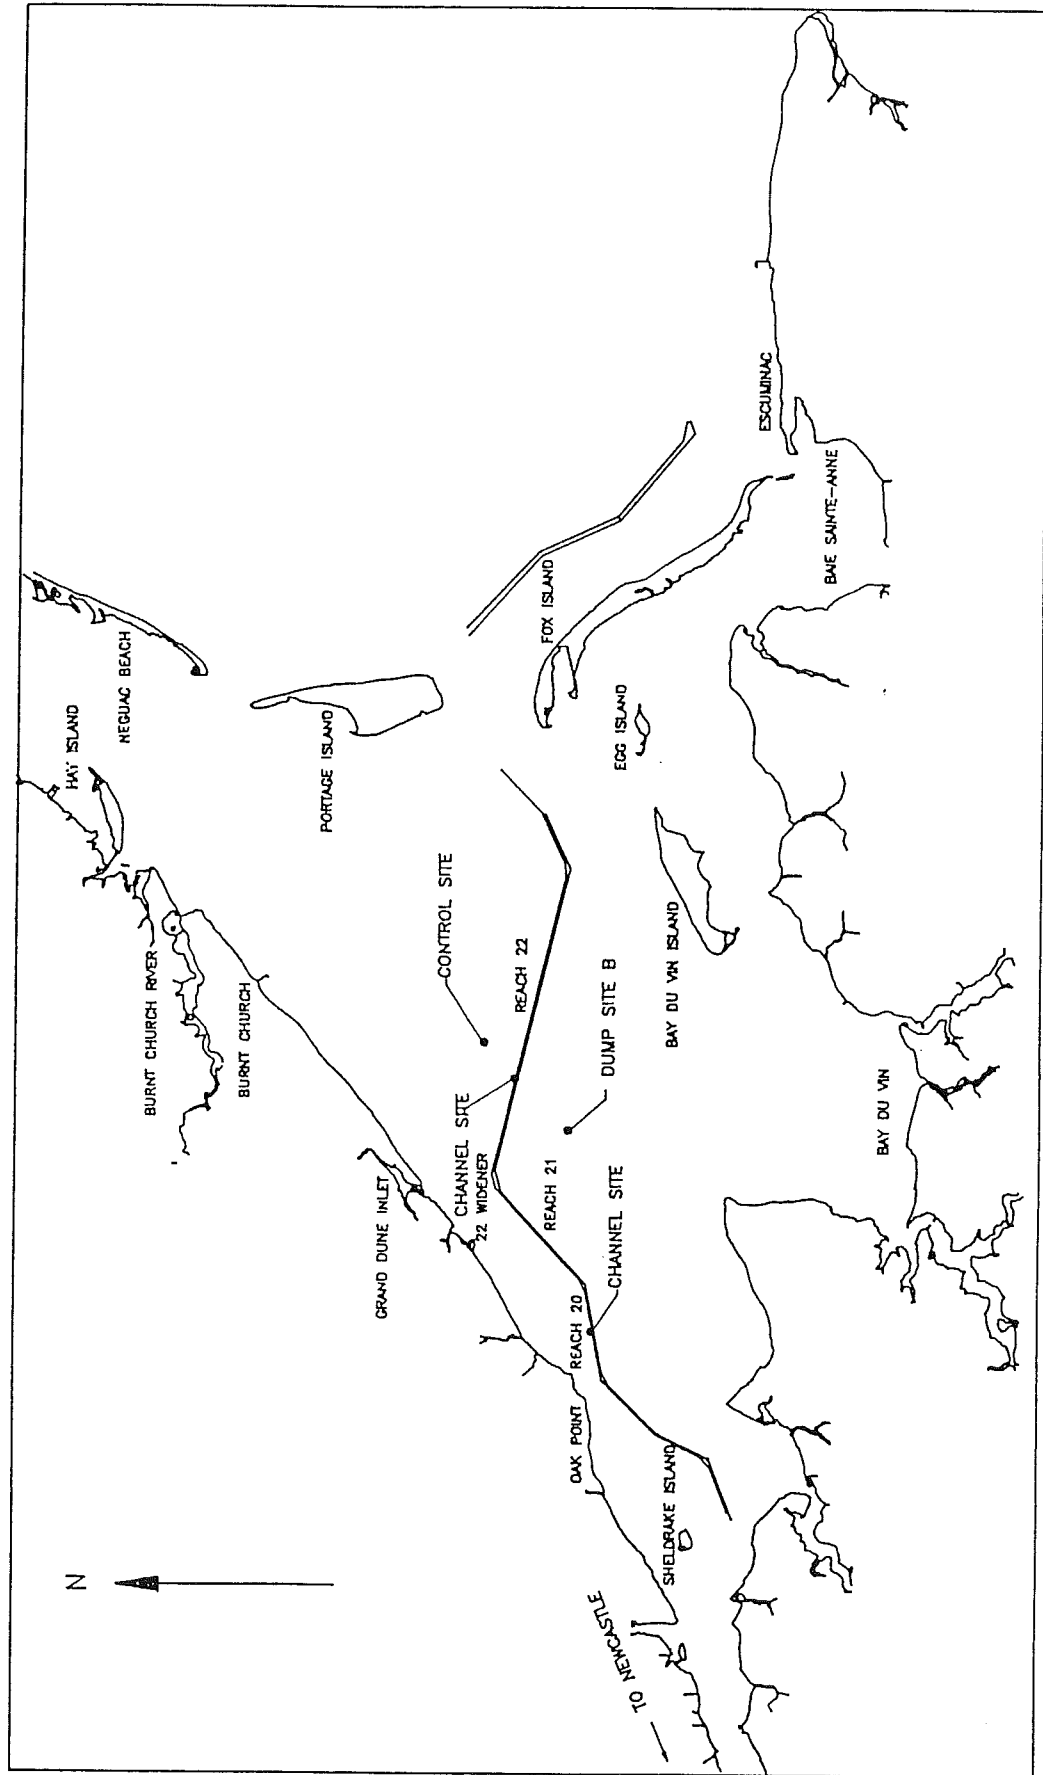 N
HAY ISLAND
NEGUAC BEACH
BURNT CHURCH RIVER
BURNT CHURCH
PORTAGE ISLAND
GRAND DUNE INLET
CONTROL SITE
CHANNEL SITE
22 WIDENER
REACH 22
FOX ISLAND
REACH 21
DUMP SITE B
EGG ISLAND
OAK POINT
REACH 20
CHANNEL SITE
BAY DU VIN ISLAND
SHELDRAKE ISLAND
TO NEWCASTLE
ESCUMINAC
BAIE SAINTE-ANNE
BAY DU VIN